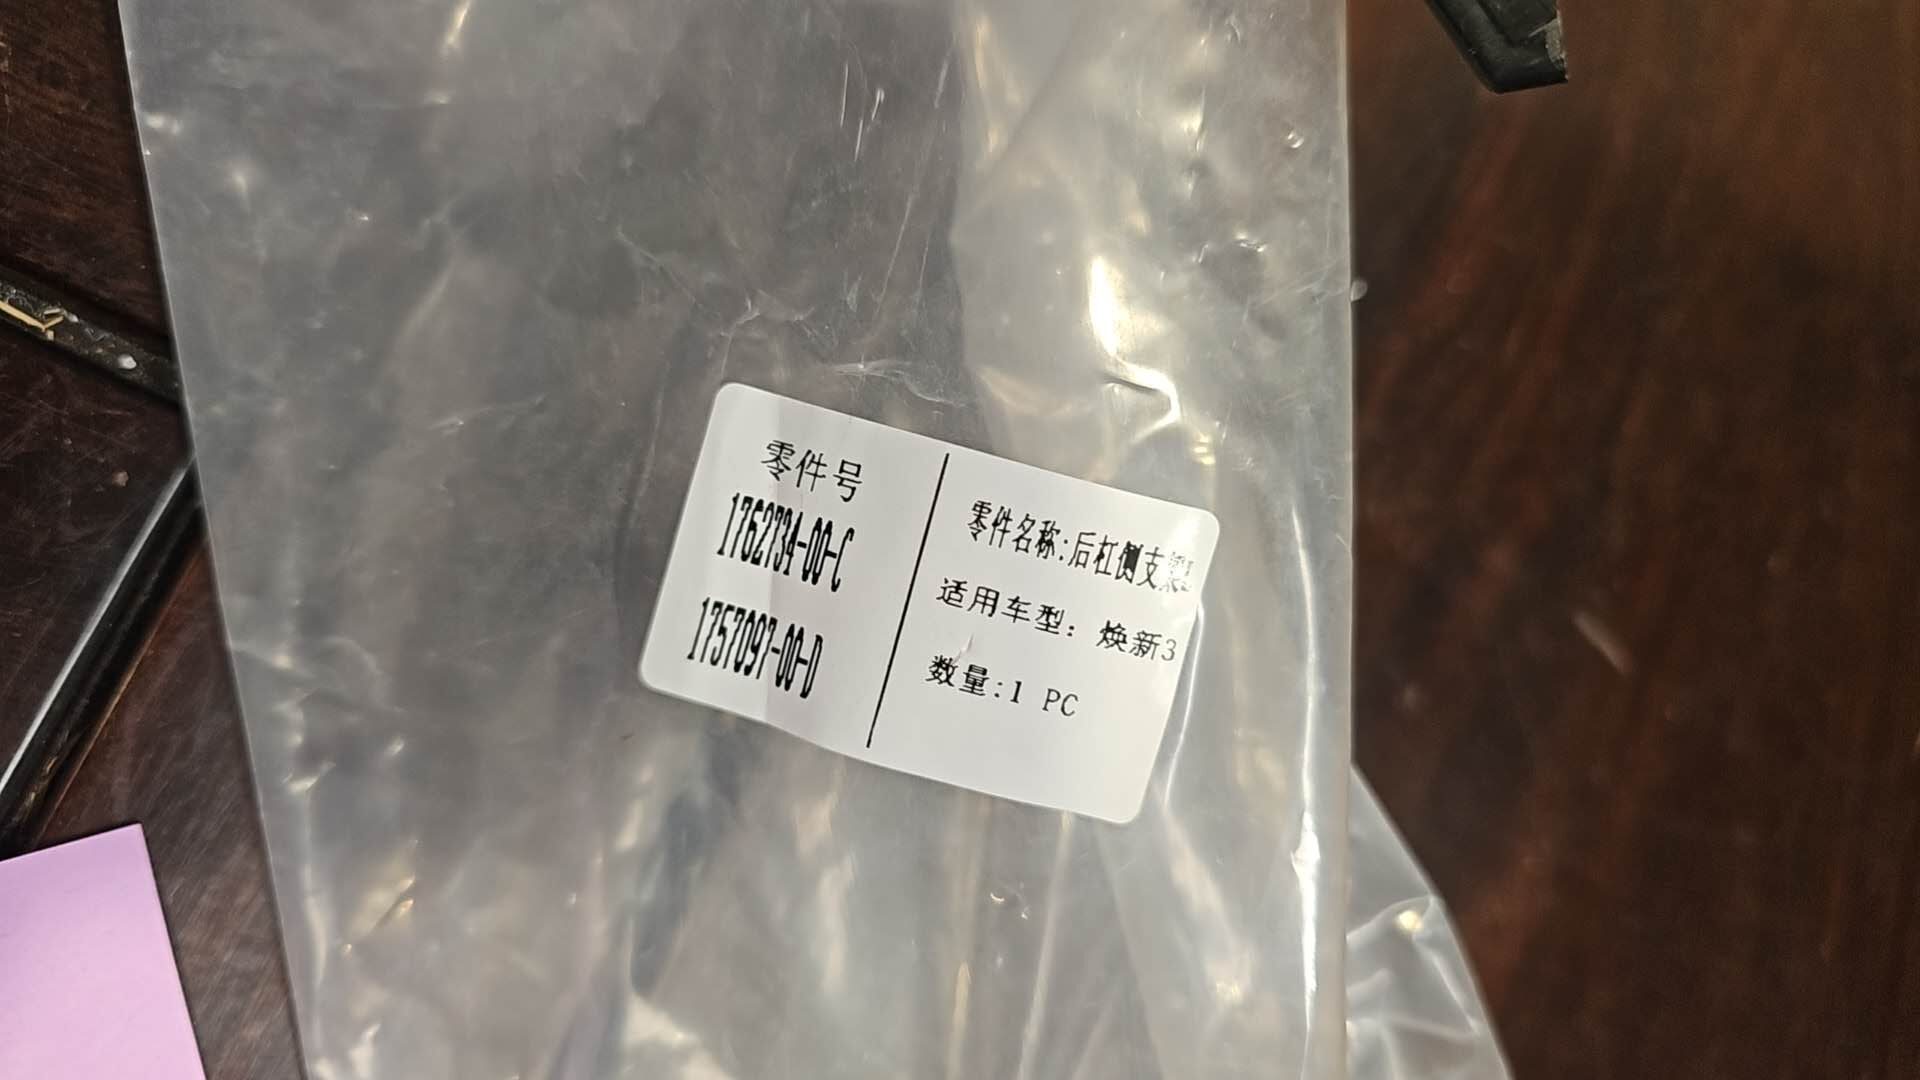 零件号
1762734-00-C
1757097-00-D
零件名称:后杠侧支架
适用车型: 焕新3
数量:1 PC